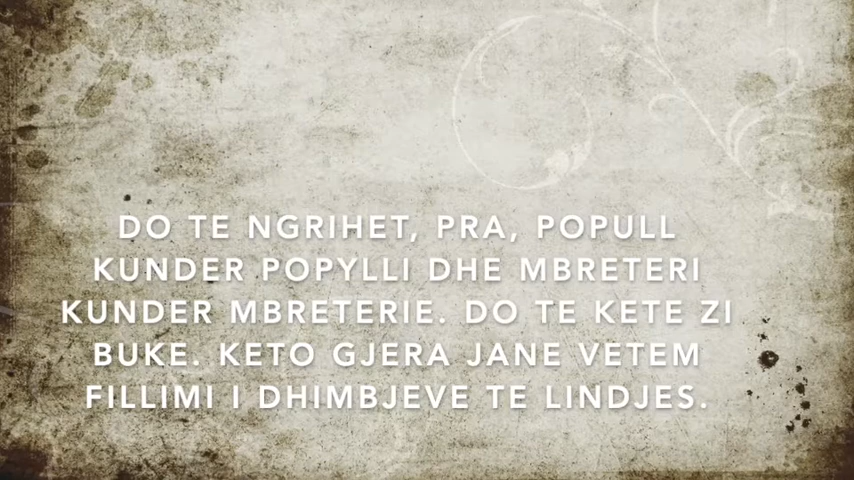 DO TE NGRIHET, PRA, POPULL
KUNDER POPYLLI DHE MBRETERI
KUNDER MBRETERIE. DO TE KETE ZI
BUKE. KETO GJERA JANE VETEM
FILLIMI I DHIMBJEVE TE LINDJES.